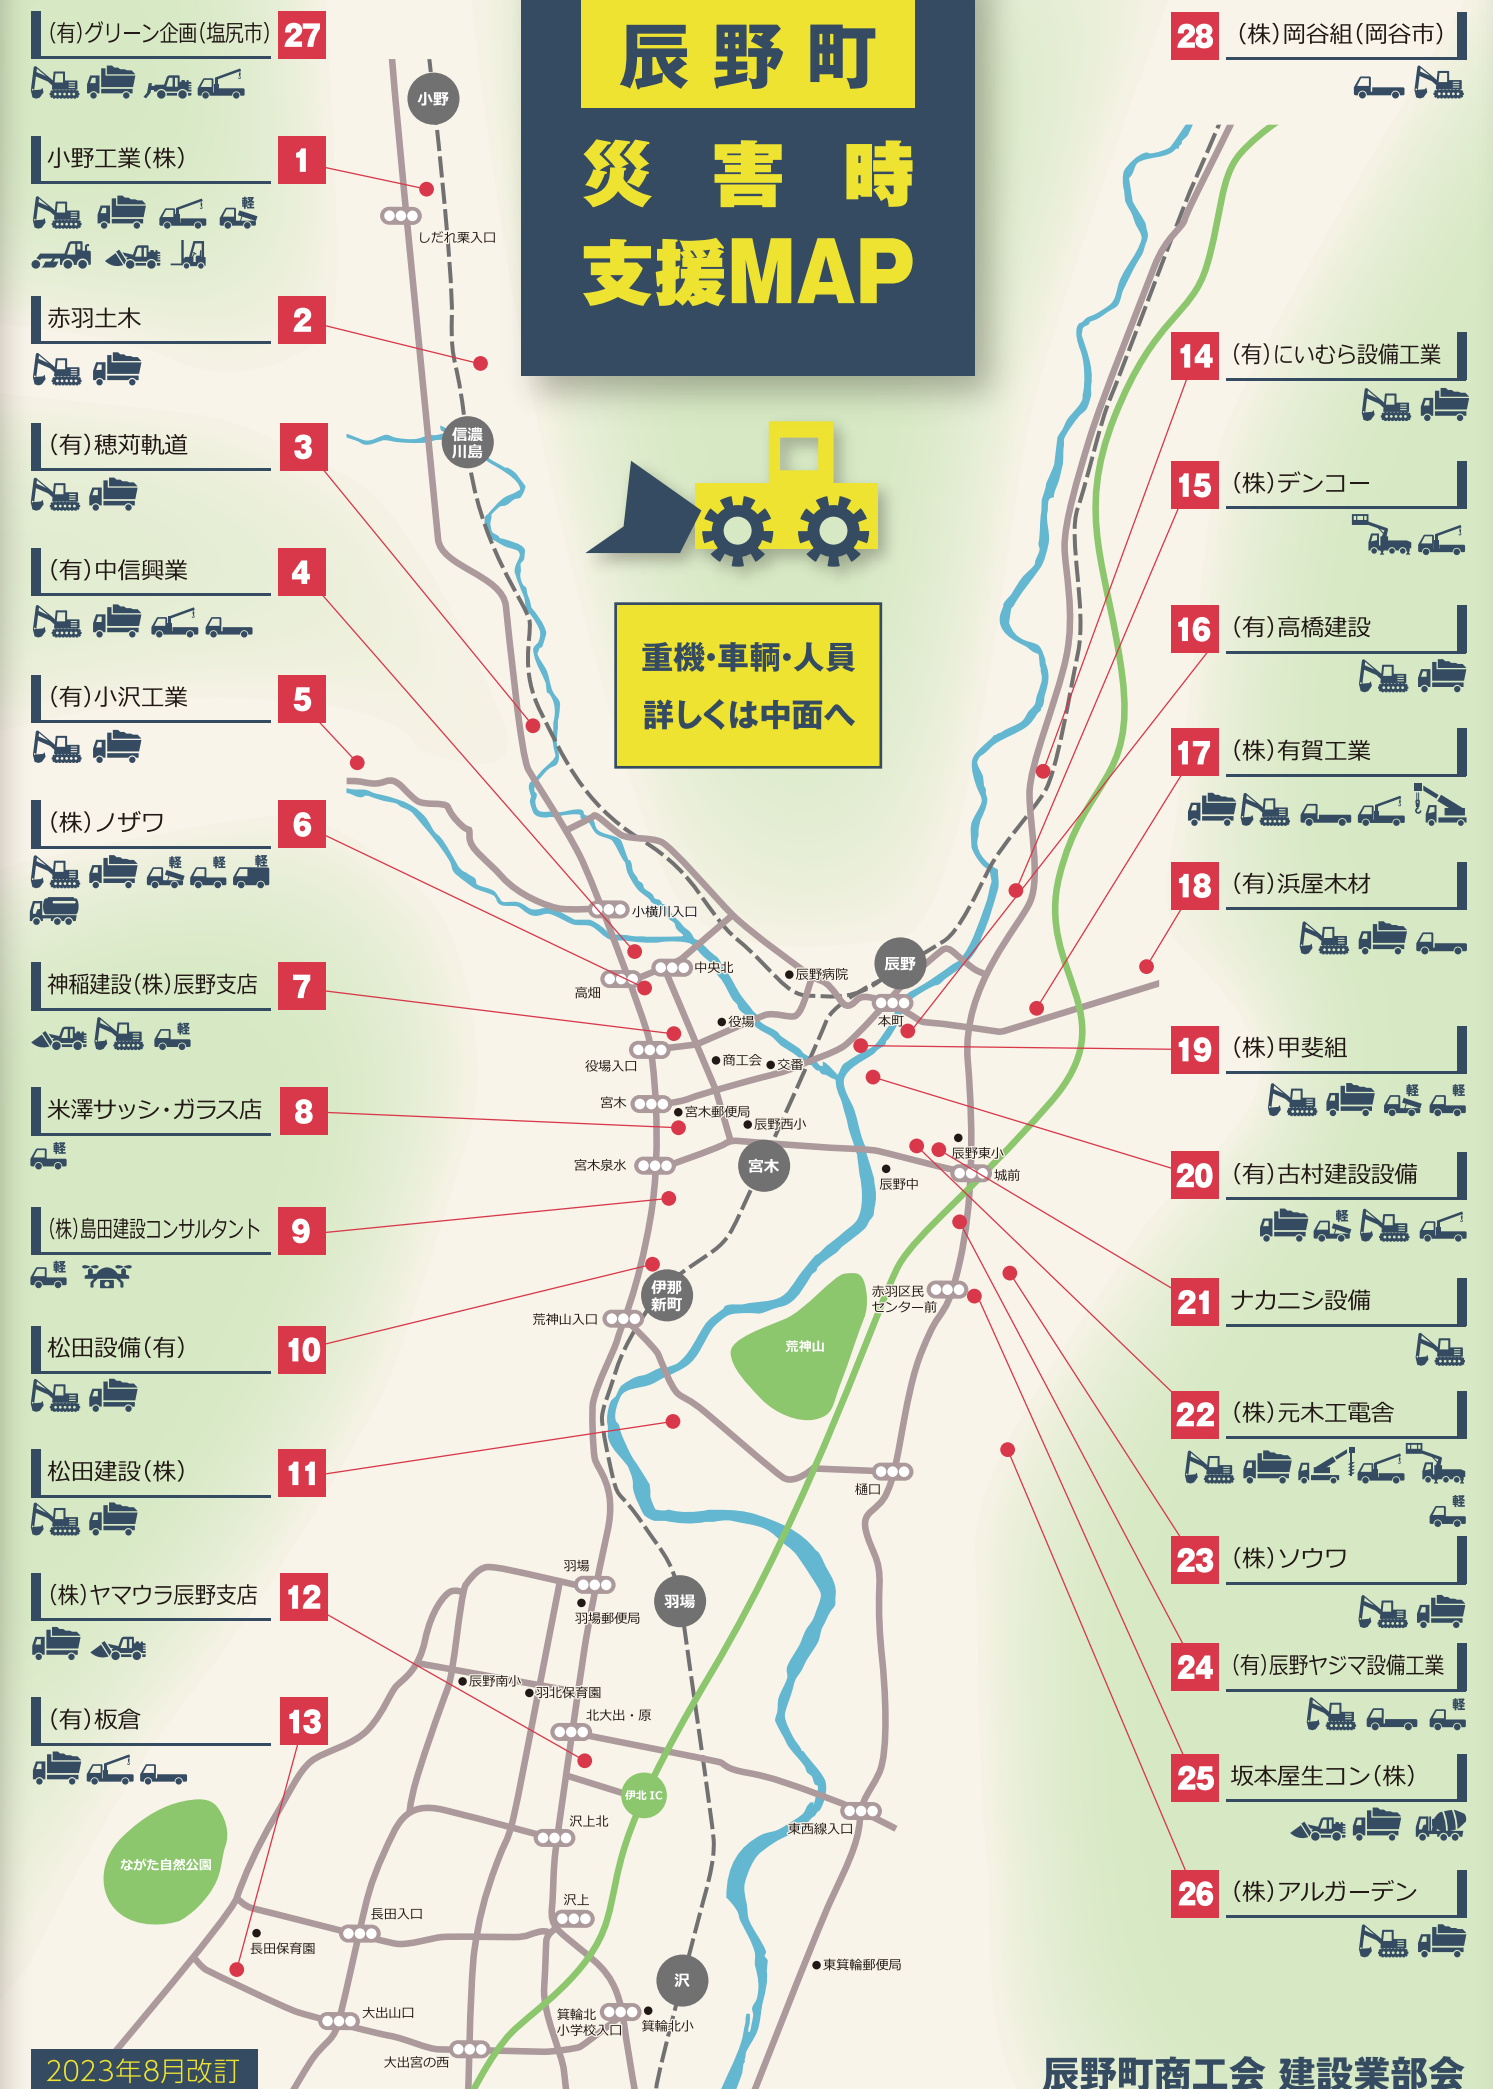 辰野町
災害時
支援MAP
重機・車輌・人員
詳しくは中面へ
27 (有)グリーン企画(塩尻市)
1 小野工業(株)
軽
2 赤羽土木
3 (有)穂苅軌道
4 (有)中信興業
5 (有)小沢工業
6 (株)ノザワ
軽 軽 軽
7 神稲建設(株)辰野支店
軽
8 米澤サッシ・ガラス店
軽
9 (株)島田建設コンサルタント
軽
10 松田設備(有)
11 松田建設(株)
12 (株)ヤマウラ辰野支店
13 (有)板倉
28 (株)岡谷組(岡谷市)
14 (有)にいむら設備工業
15 (株)デンコー
16 (有)高橋建設
17 (株)有賀工業
18 (有)浜屋木材
19 (株)甲斐組
軽 軽
20 (有)古村建設設備
軽
21 ナカニシ設備
22 (株)元木工電舎
軽
23 (株)ソウワ
24 (有)辰野ヤジマ設備工業
軽
25 坂本屋生コン(株)
26 (株)アルガーデン
小野
しだれ栗入口
信濃
川島
小横川入口
中央北
高畑
辰野病院
辰野
役場
本町
役場入口
商工会
交番
宮木
宮木郵便局
辰野西小
宮木泉水
宮木
辰野東小
辰野中
城前
伊那
新町
荒神山入口
赤羽区民
センター前
荒神山
樋口
羽場
羽場
羽場郵便局
辰野南小
羽北保育園
北大出・原
伊北 IC
沢上北
東西線入口
ながた自然公園
沢上
長田入口
長田保育園
東箕輪郵便局
沢
大出山口
箕輪北
小学校入口
箕輪北小
大出宮の西
2023年8月改訂
辰野町商工会 建設業部会